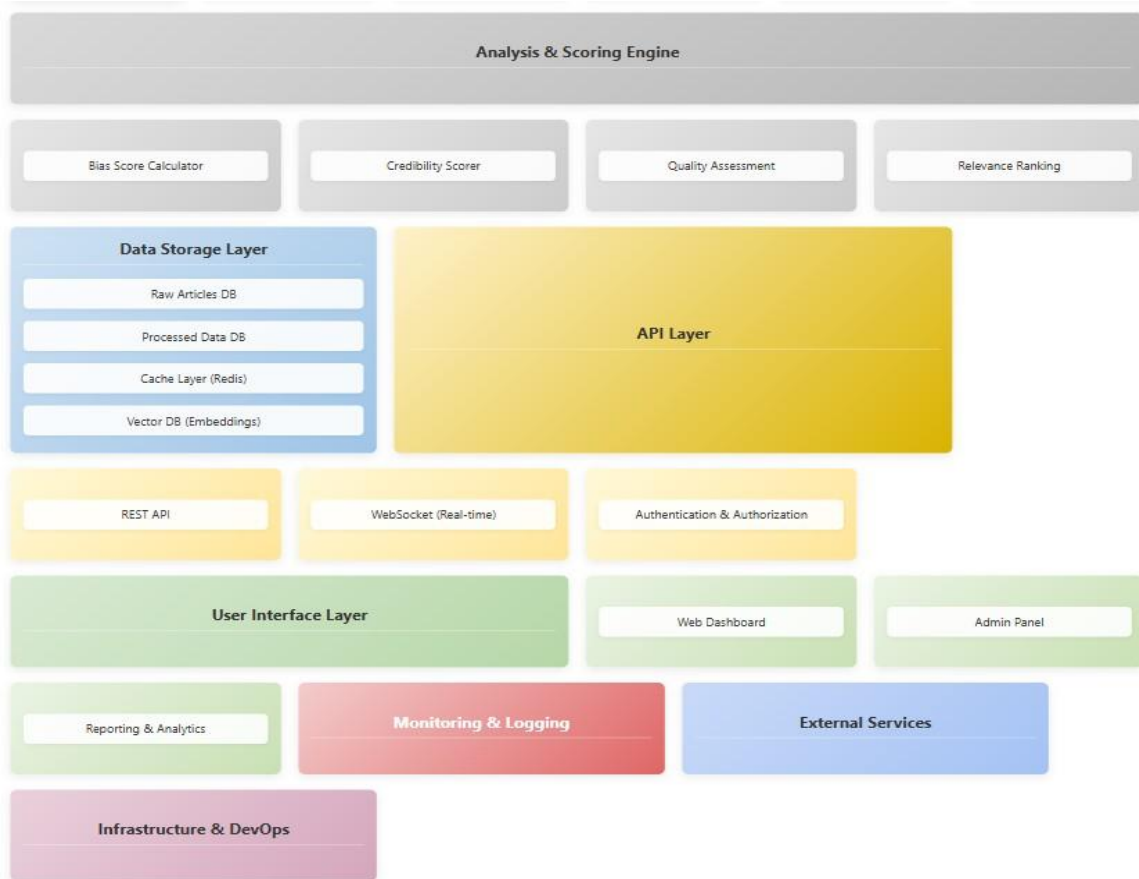 Analysis & Scoring Engine
Bias Score Calculator
Credibility Scorer
Quality Assessment
Relevance Ranking
Data Storage Layer
Raw Articles DB
Processed Data DB
Cache Layer (Redis)
Vector DB (Embeddings)
API Layer
REST API
WebSocket (Real-time)
Authentication & Authorization
User Interface Layer
Web Dashboard
Admin Panel
Reporting & Analytics
Monitoring & Logging
External Services
Infrastructure & DevOps